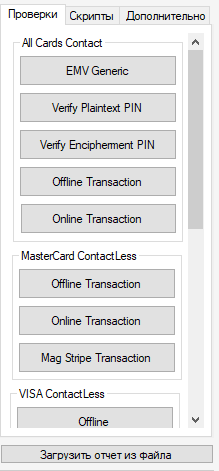 Проверки Скрипты Дополнительно
All Cards Contact
EMV Generic
Verify Plaintext PIN
Verify Encipherment PIN
Offline Transaction
Online Transaction
MasterCard ContactLess
Offline Transaction
Online Transaction
Mag Stripe Transaction
VISA ContactLess
Offline
Загрузить отчет из файла